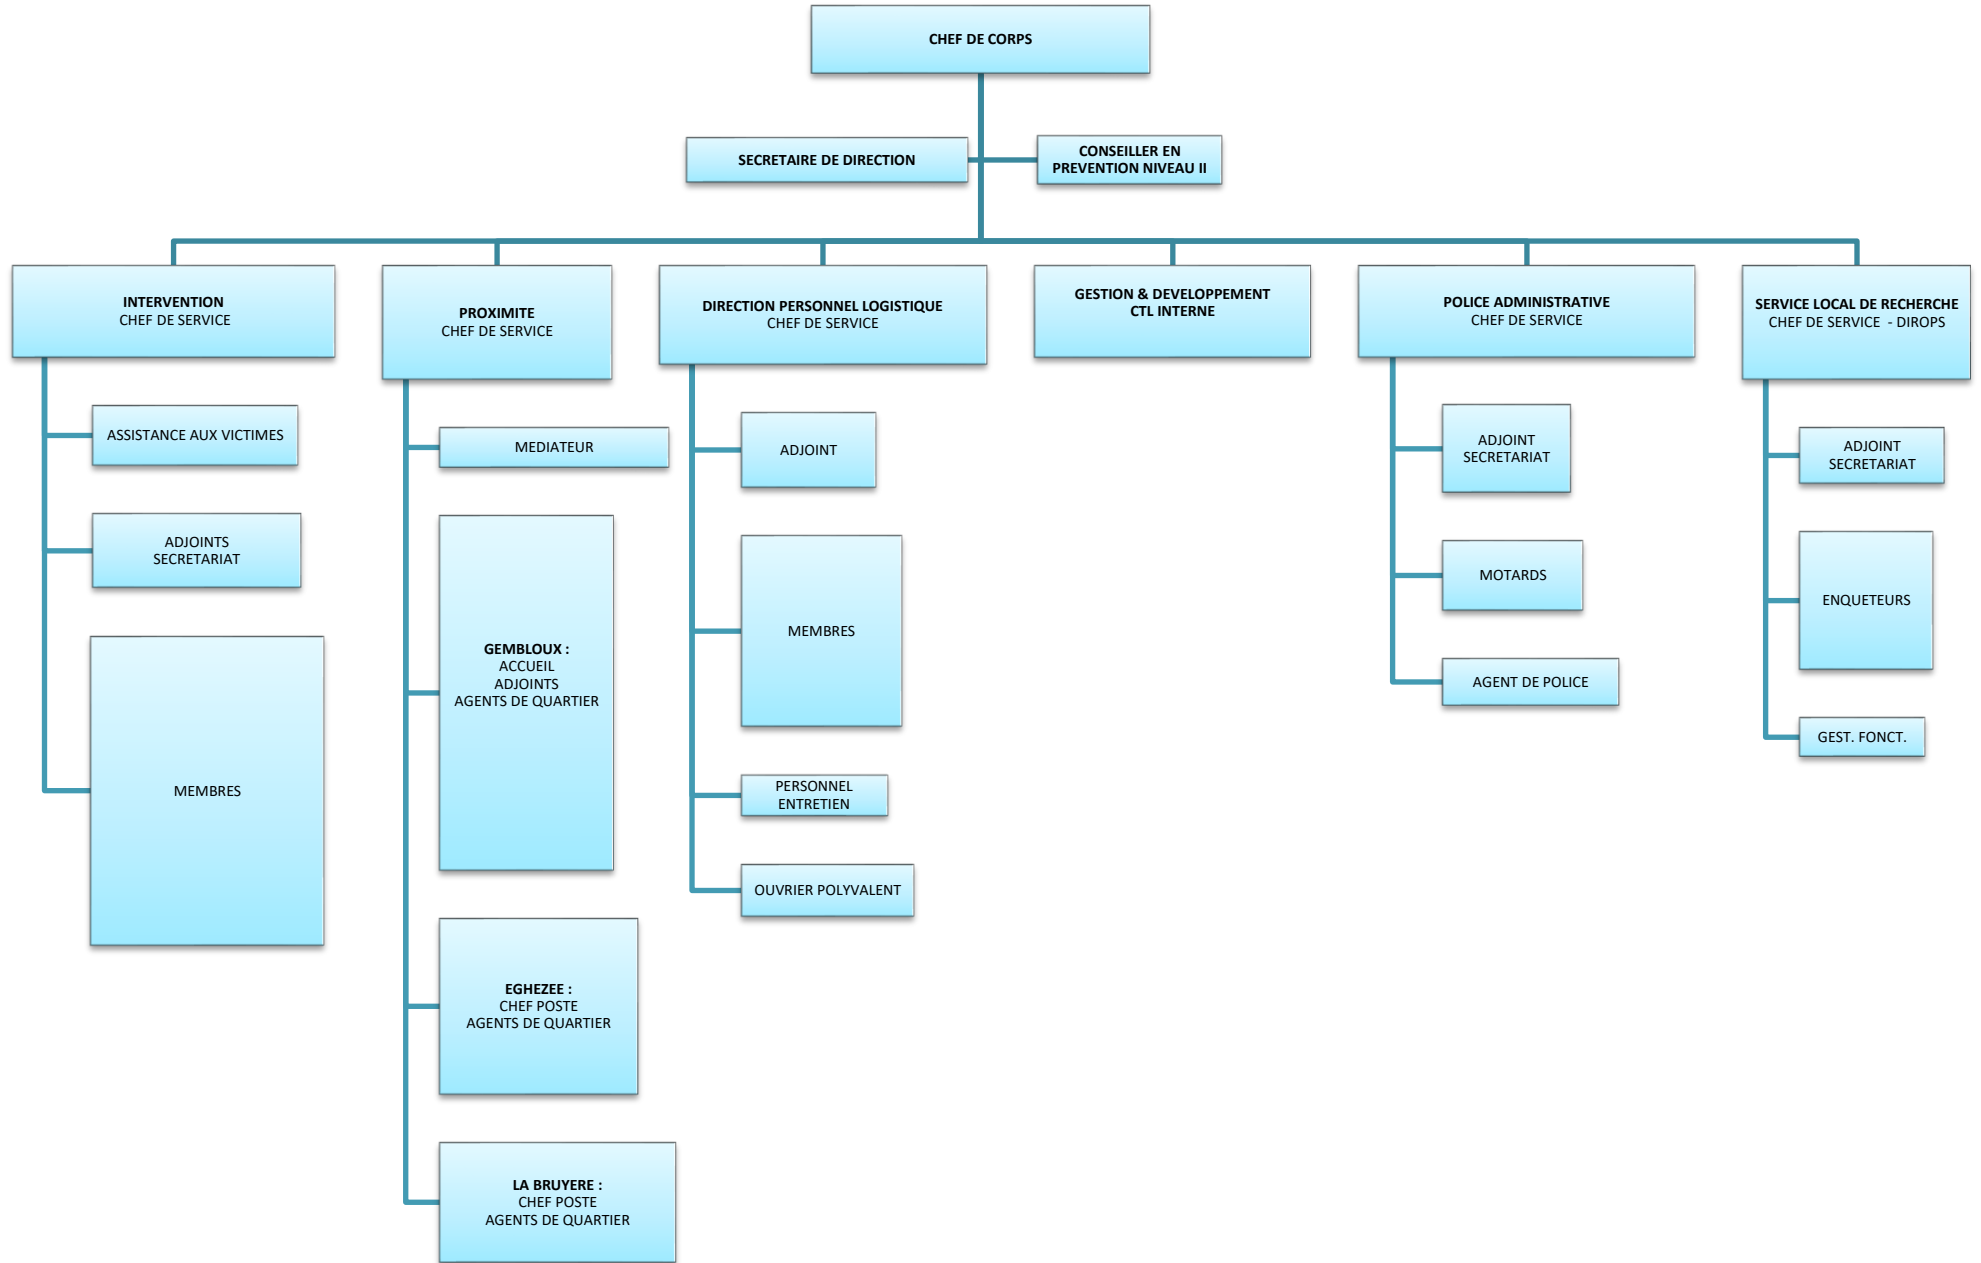 CHEF DE CORPS
SECRETAIRE DE DIRECTION
CONSEILLER EN
PREVENTION NIVEAU II
INTERVENTION
CHEF DE SERVICE
PROXIMITE
CHEF DE SERVICE
DIRECTION PERSONNEL LOGISTIQUE
CHEF DE SERVICE
GESTION & DEVELOPPEMENT
CTL INTERNE
POLICE ADMINISTRATIVE
CHEF DE SERVICE
SERVICE LOCAL DE RECHERCHE
CHEF DE SERVICE - DIROPS
ASSISTANCE AUX VICTIMES
ADJOINTS
SECRETARIAT
MEMBRES
MEDIATEUR
GEMBLOUX :
ACCUEIL
ADJOINTS
AGENTS DE QUARTIER
EGHEZEE :
CHEF POSTE
AGENTS DE QUARTIER
LA BRUYERE :
CHEF POSTE
AGENTS DE QUARTIER
ADJOINT
MEMBRES
PERSONNEL
ENTRETIEN
OUVRIER POLYVALENT
ADJOINT
SECRETARIAT
MOTARDS
AGENT DE POLICE
ADJOINT
SECRETARIAT
ENQUETEURS
GEST. FONCT.